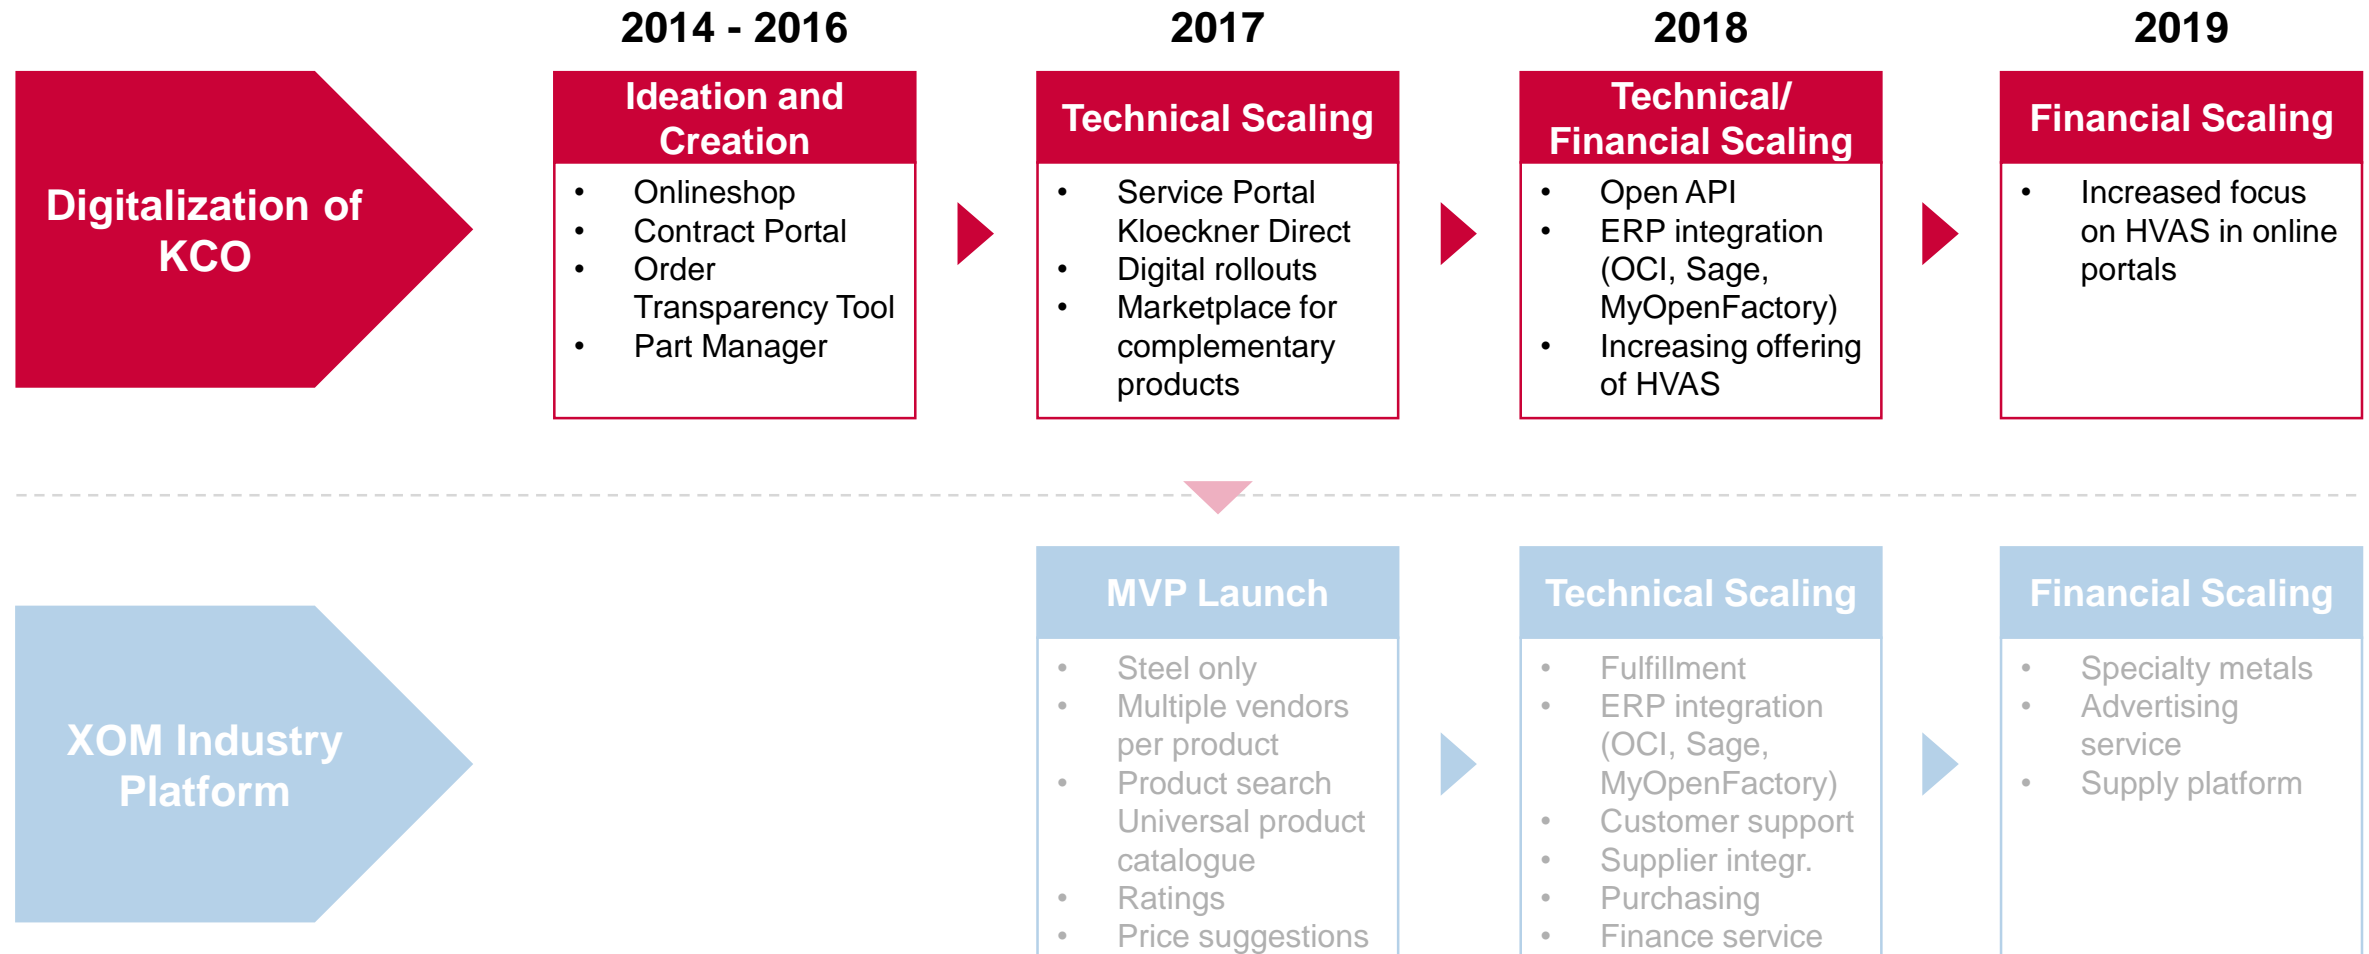 2014 - 2016
2017
2018
2019
Digitalization of
KCO
Ideation and
Creation
• Onlineshop
• Contract Portal
• Order
Transparency Tool
• Part Manager
Technical Scaling
• Service Portal
Kloeckner Direct
• Digital rollouts
• Marketplace for
complementary
products
Technical/
Financial Scaling
• Open API
• ERP integration
(OCI, Sage,
MyOpenFactory)
• Increasing offering
of HVAS
Financial Scaling
• Increased focus
on HVAS in online
portals
XOM Industry
Platform
MVP Launch
• Steel only
• Multiple vendors
per product
• Product search
Universal product
catalogue
• Ratings
• Price suggestions
Technical Scaling
• Fulfillment
• ERP integration
(OCI, Sage,
MyOpenFactory)
• Customer support
• Supplier integr.
• Purchasing
• Finance service
Financial Scaling
• Specialty metals
• Advertising
service
• Supply platform